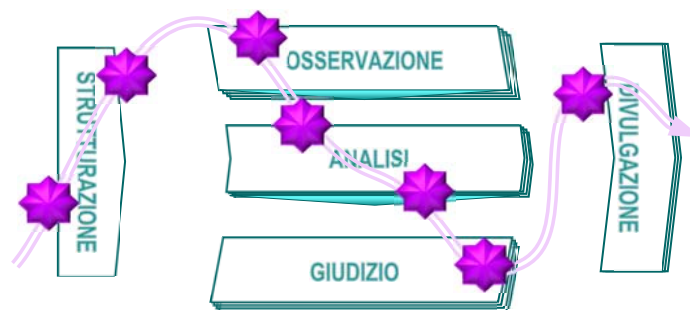 STRUTTURAZIONE
OSSERVAZIONE
ANALISI
GIUDIZIO
DIVULGAZIONE